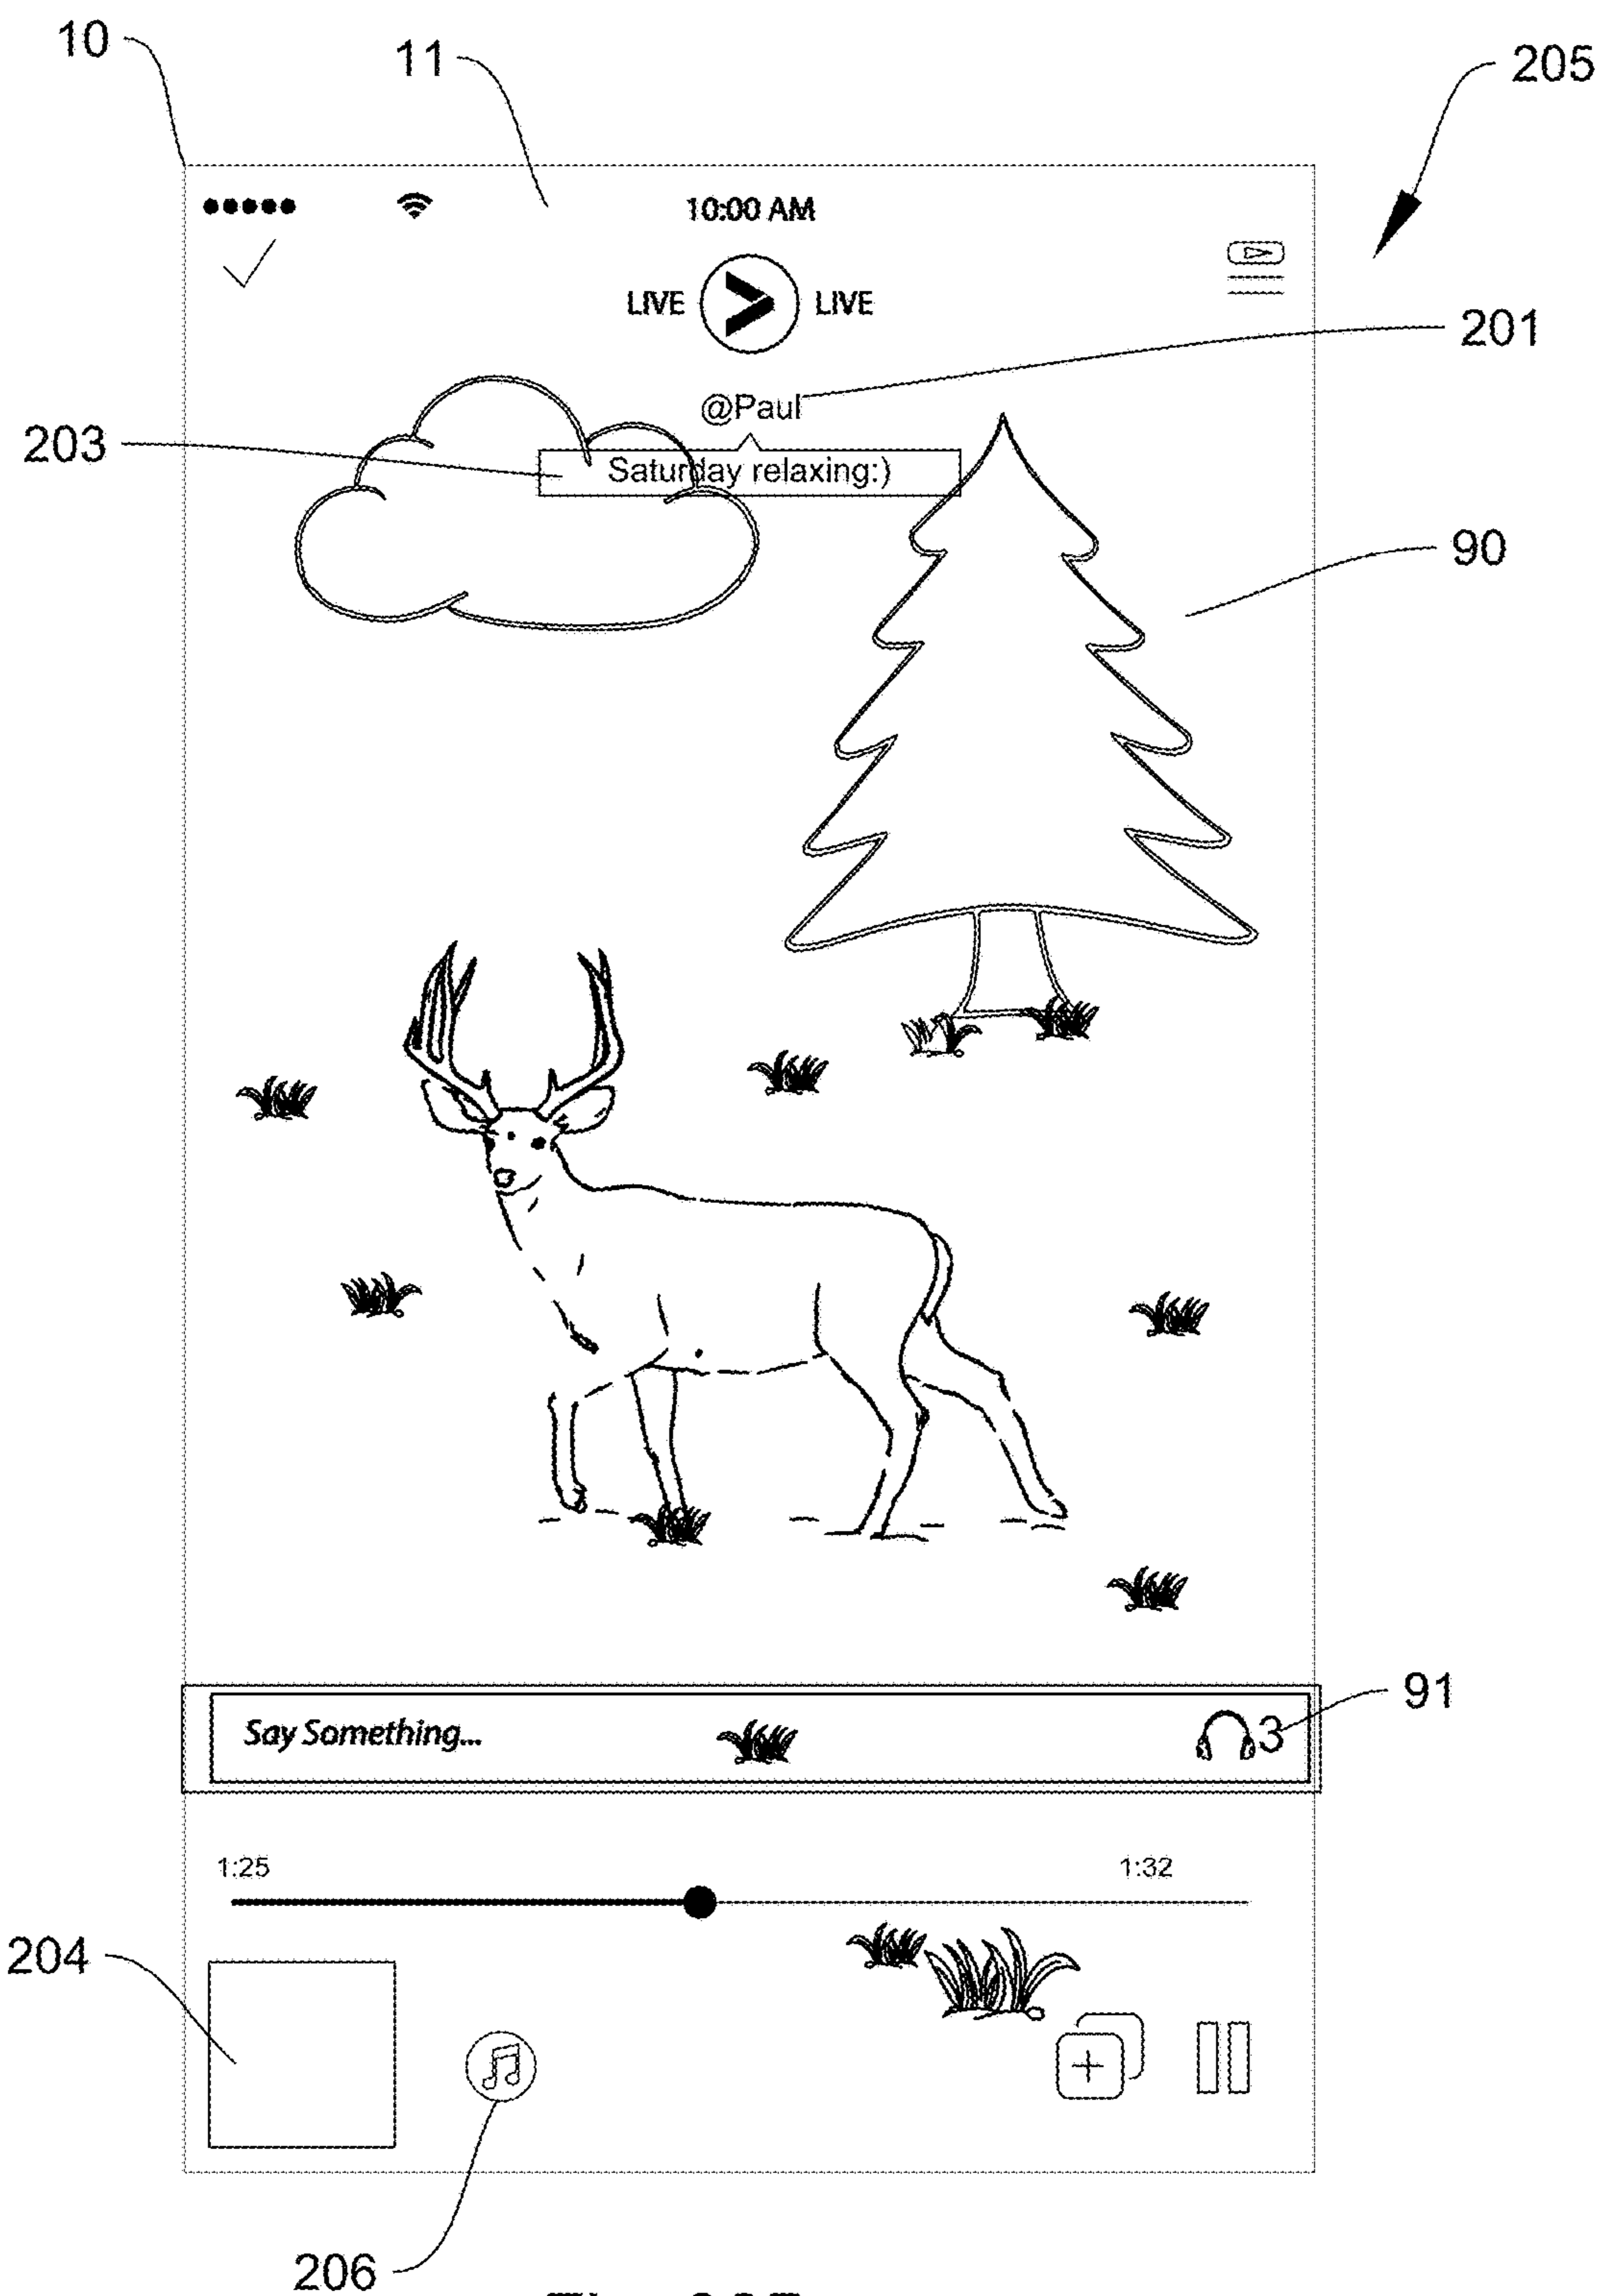 10
11
205
10:00 AM
LIVE LIVE
201
@Paul
203
Saturday relaxing:)
90
91
Say Something...
3
1:25
1:32
204
206